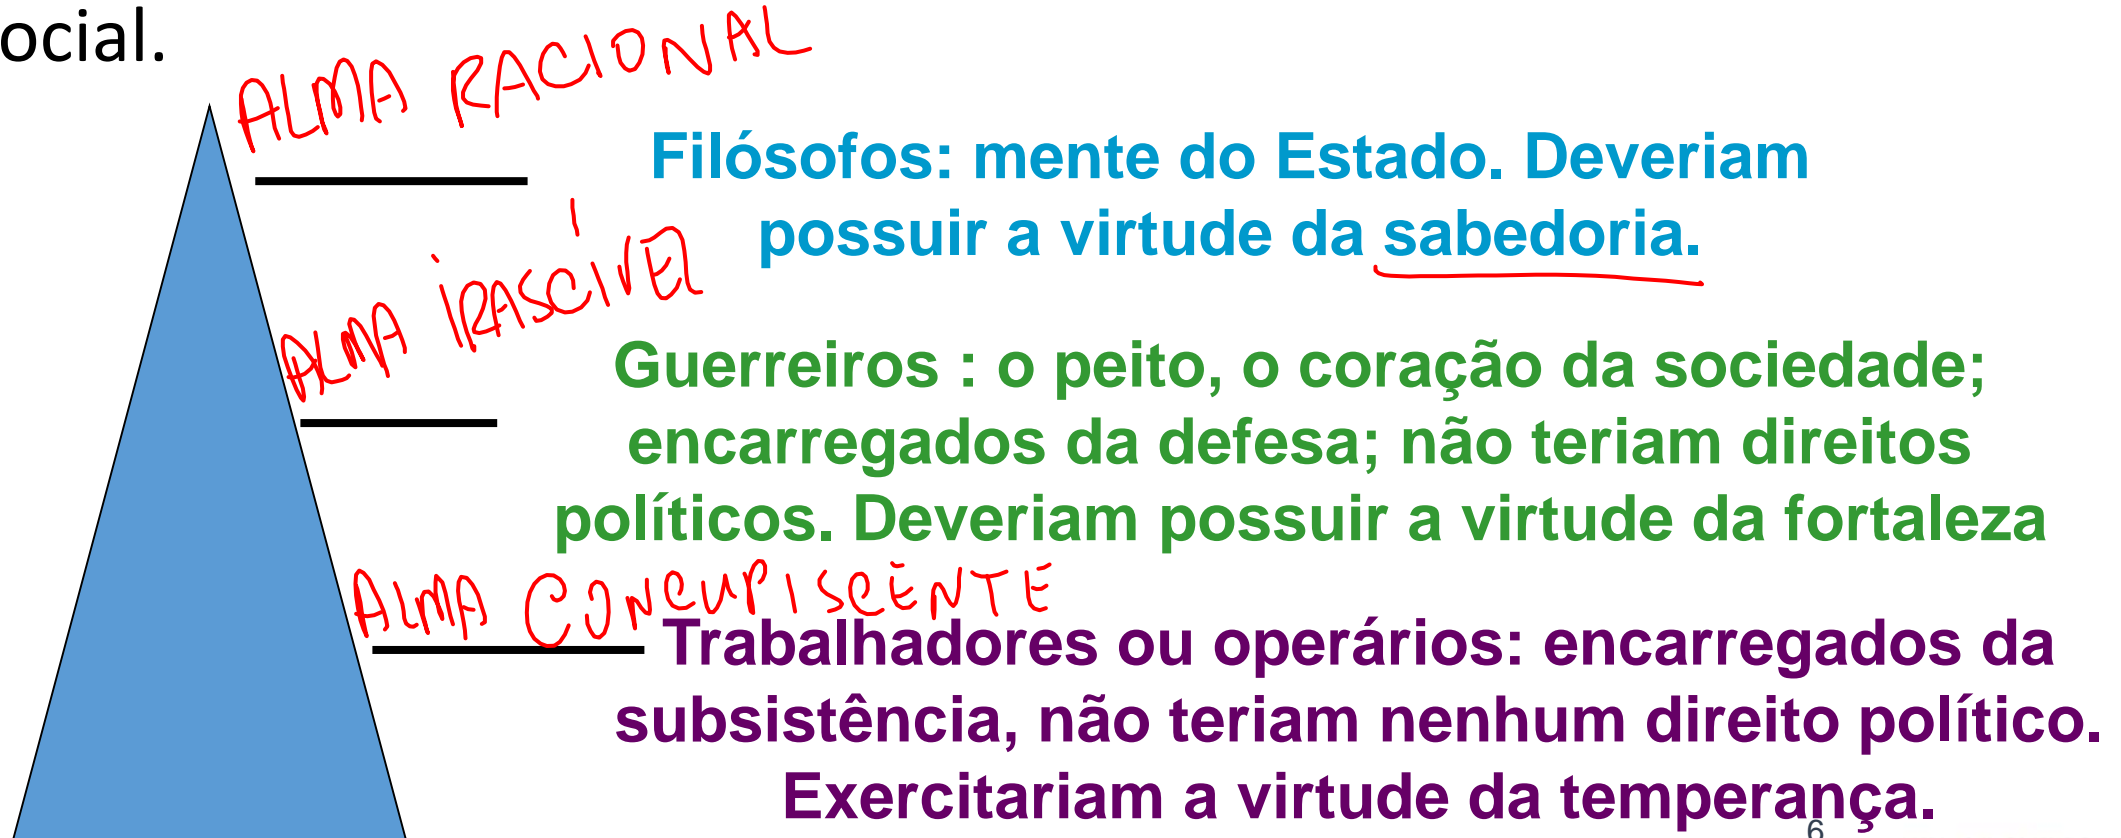 ocial.
ALMA RACIONAL
Filósofos: mente do Estado. Deveriam
possuir a virtude da sabedoria.
ALMA IRASCÍVEL
Guerreiros : o peito, o coração da sociedade;
encarregados da defesa; não teriam direitos
políticos. Deveriam possuir a virtude da fortaleza
ALMA CONCUPISCENTE
Trabalhadores ou operários: encarregados da
subsistência, não teriam nenhum direito político.
Exercitariam a virtude da temperança.
6